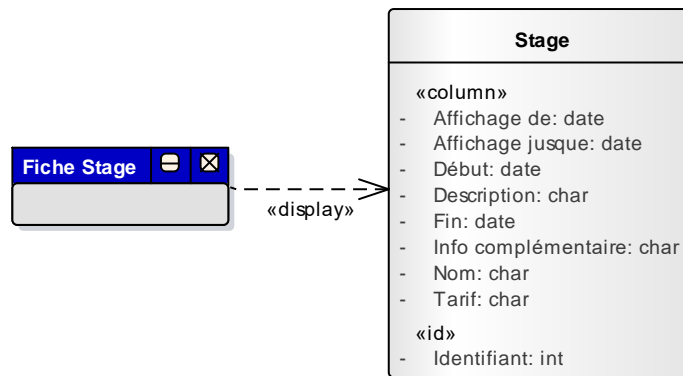 Fiche Stage
«display»
Stage
«column»
- Affichage de: date
- Affichage jusque: date
- Début: date
- Description: char
- Fin: date
- Info complémentaire: char
- Nom: char
- Tarif: char
«id»
- Identifiant: int